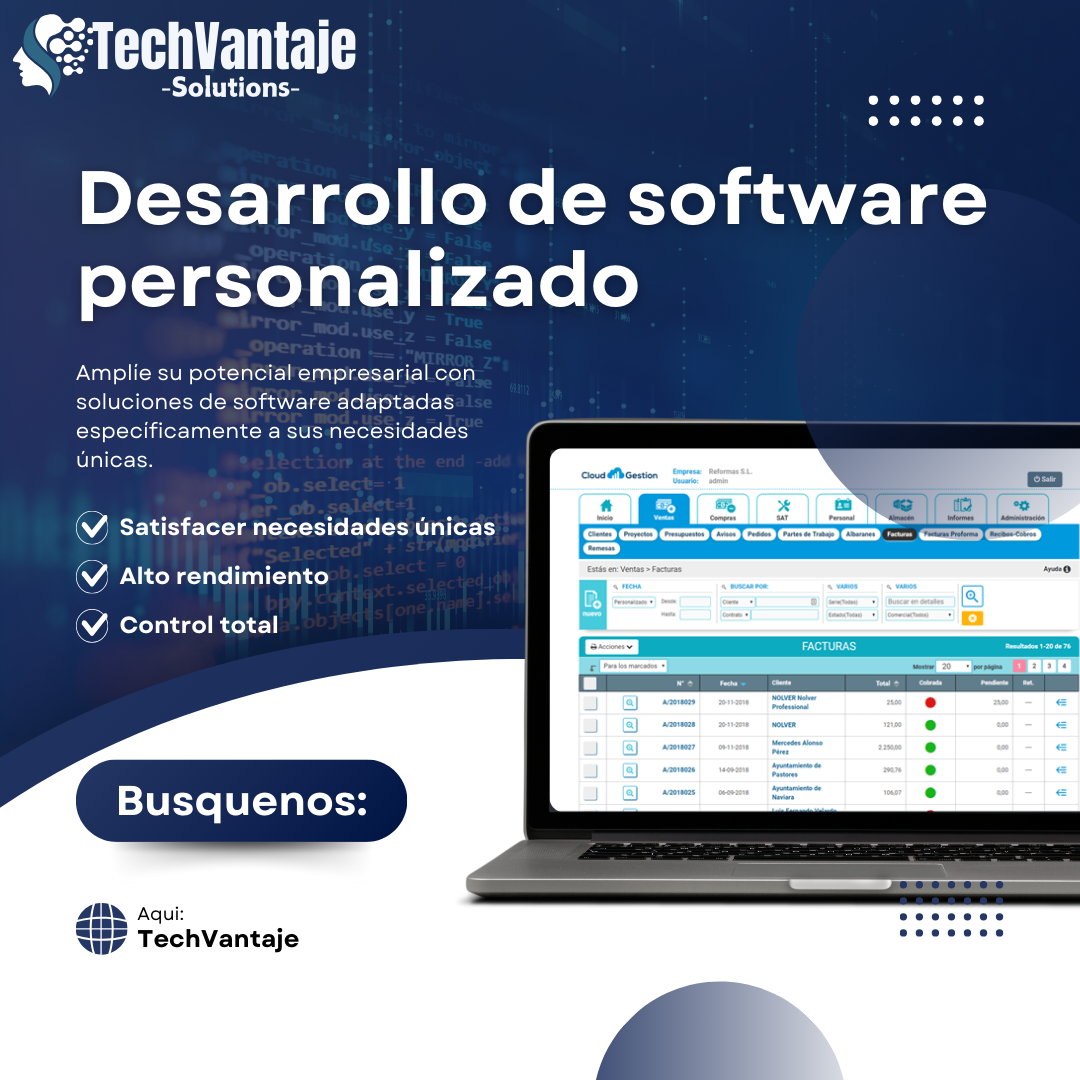 TechVantaje
-Solutions-
Desarrollo de software
personalizado
Amplíe su potencial empresarial con
soluciones de software adaptadas
específicamente a sus necesidades
únicas.
Satisfacer necesidades únicas
Alto rendimiento
Control total
Busquenos:
Aqui:
TechVantaje
Cloud Gestion
Empresa: Reformas S.L.
Usuario: admin
Salir
Inicio Ventas Compras SAT Personal Almacén Informes Administración
Clientes Proyectos Presupuestos Avisos Pedidos Partes de Trabajo Albaranes Facturas Facturas Proforma Recibos-Cobros
Remesas
Estás en: Ventas > Facturas Ayuda
nuevo
FECHA BUSCAR POR: VARIOS VARIOS
Personalizado Desde: Cliente Serie(Todas) Buscar en detalles
Hasta: Contrato Estado(Todas) Comercial(Todos)
Acciones FACTURAS Resultados 1-20 de 76
Para los marcados Mostrar 20 por página 1 2 3 4
N° Fecha Cliente Total Cobrada Pendiente Ret.
A/2018029 20-11-2018 NOLVER Nolver Professional 25,00 25,00 ---
A/2018028 20-11-2018 NOLVER 121,00 0,00 ---
A/2018027 09-11-2018 Mercedes Alonso Pérez 2.250,00 0,00 ---
A/2018026 14-09-2018 Ayuntamiento de Pastores 290,76 0,00 ---
A/2018025 06-09-2018 Ayuntamiento de Naviara 106,07 0,00 ---
Luis Fernando Velarde